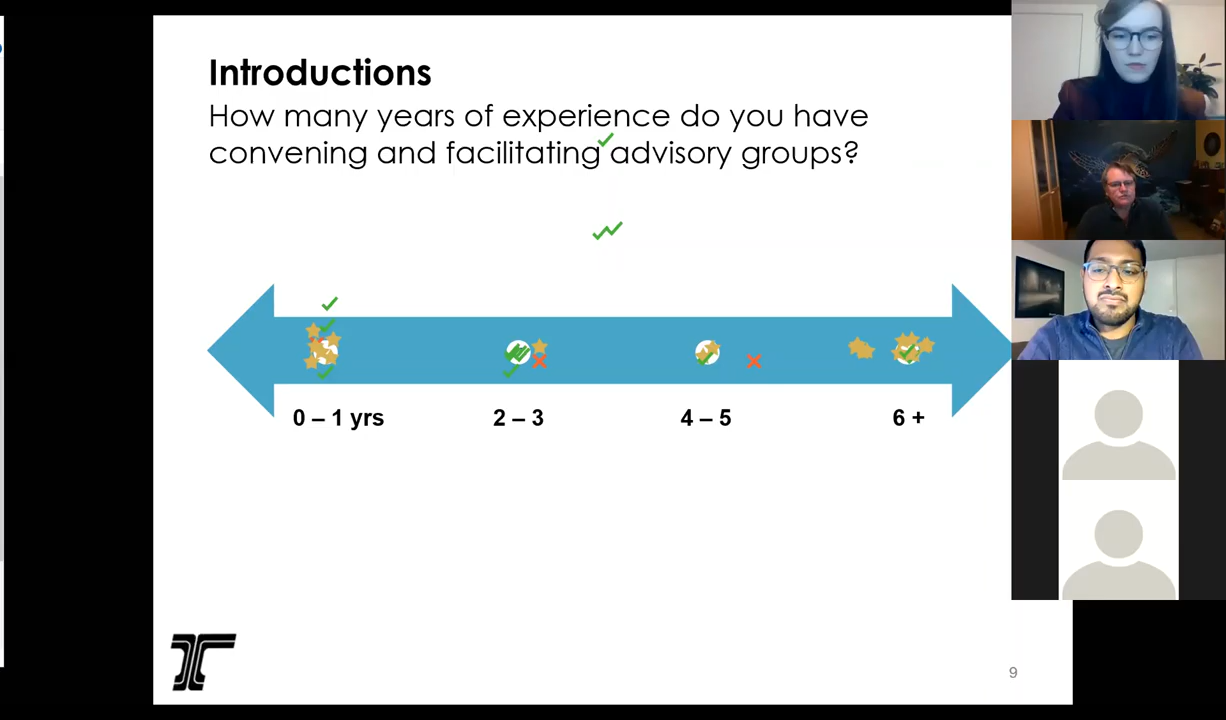 Introductions
How many years of experience do you have
convening and facilitating advisory groups?
0 – 1 yrs
2 – 3
4 – 5
6 +
9